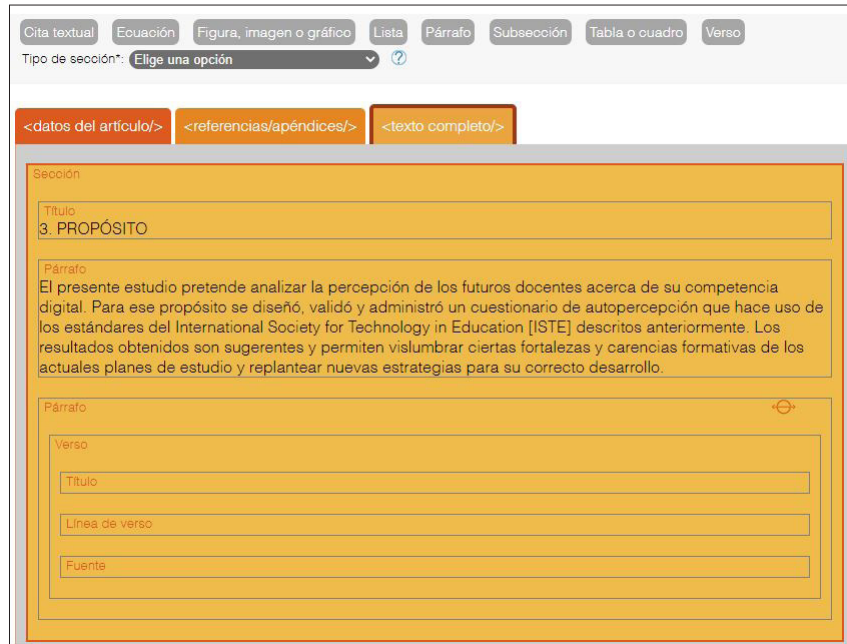 Cita textual Ecuación Figura, imagen o gráfico Lista Párrafo Subsección Tabla o cuadro Verso
Tipo de sección*: Elige una opción ?
<datos del artículo/> <referencias/apéndices/> <texto completo/>
Sección
Título
3. PROPÓSITO
Párrafo
El presente estudio pretende analizar la percepción de los futuros docentes acerca de su competencia
digital. Para ese propósito se diseñó, validó y administró un cuestionario de autopercepción que hace uso de
los estándares del International Society for Technology in Education [ISTE] descritos anteriormente. Los
resultados obtenidos son sugerentes y permiten vislumbrar ciertas fortalezas y carencias formativas de los
actuales planes de estudio y replantear nuevas estrategias para su correcto desarrollo.
Párrafo
Verso
Título
Línea de verso
Fuente